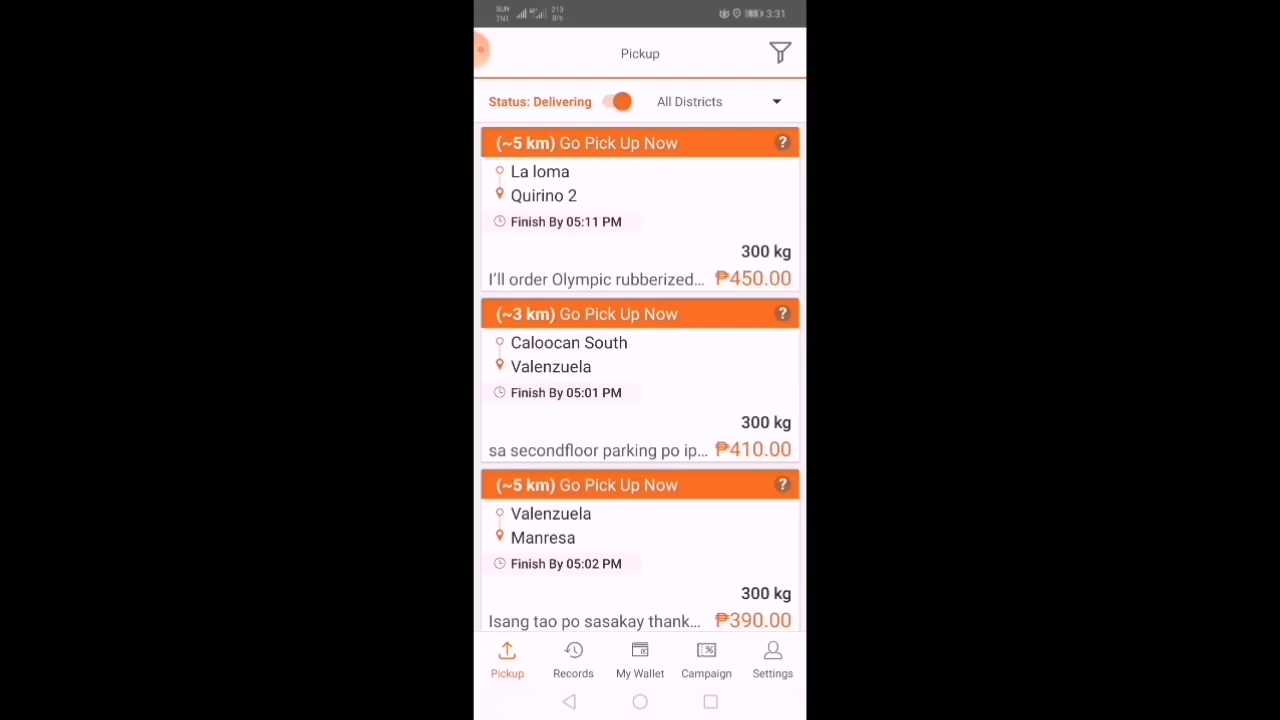 SUN
TNT
4G+
213
B/s
3:31
Pickup
Status: Delivering
All Districts
(~5 km) Go Pick Up Now ?
La loma
Quirino 2
Finish By 05:11 PM
300 kg
I'll order Olympic rubberized... ₱450.00
(~3 km) Go Pick Up Now ?
Caloocan South
Valenzuela
Finish By 05:01 PM
300 kg
sa secondfloor parking po ip... ₱410.00
(~5 km) Go Pick Up Now ?
Valenzuela
Manresa
Finish By 05:02 PM
300 kg
Isang tao po sasakay thank... ₱390.00
Pickup Records My Wallet Campaign Settings